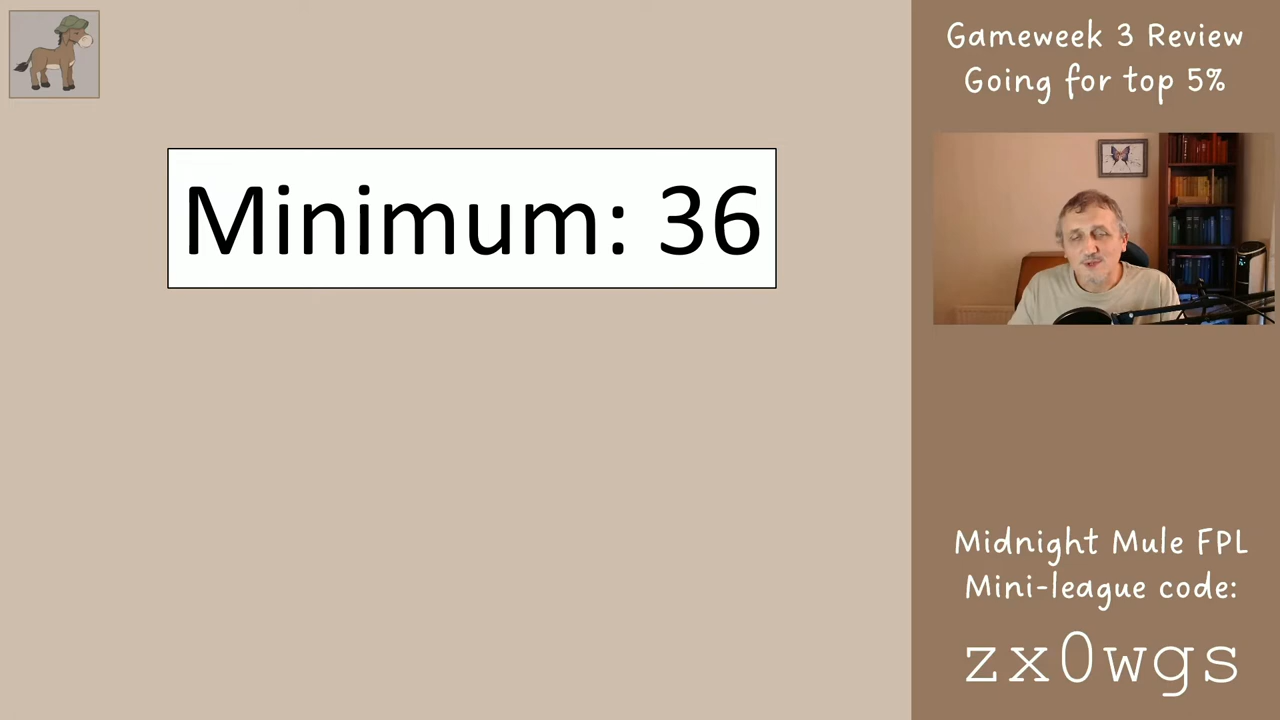 Minimum: 36
Gameweek 3 Review
Going for top 5%
Midnight Mule FPL
Mini-league code:
zx0wgs